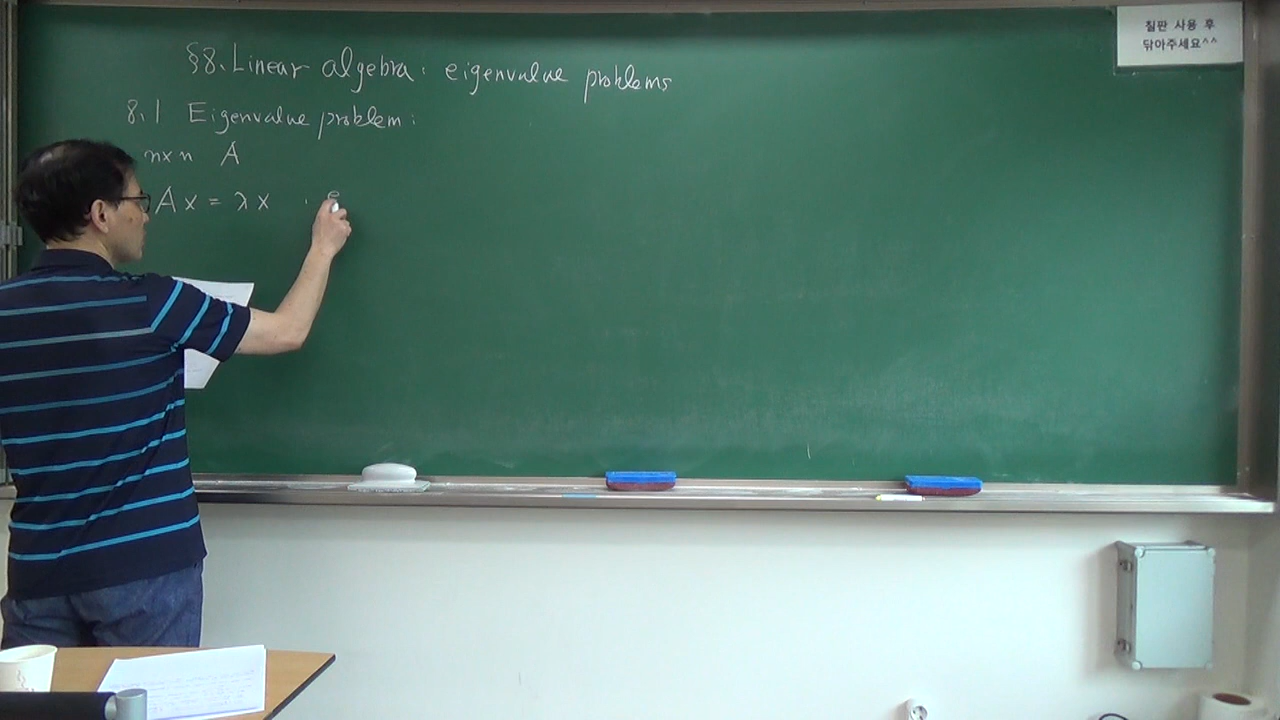 §8. Linear algebra: eigenvalue problems
8.1 Eigenvalue problem:
n×n A
Ax = λx : e
칠판 사용 후
닦아주세요^^